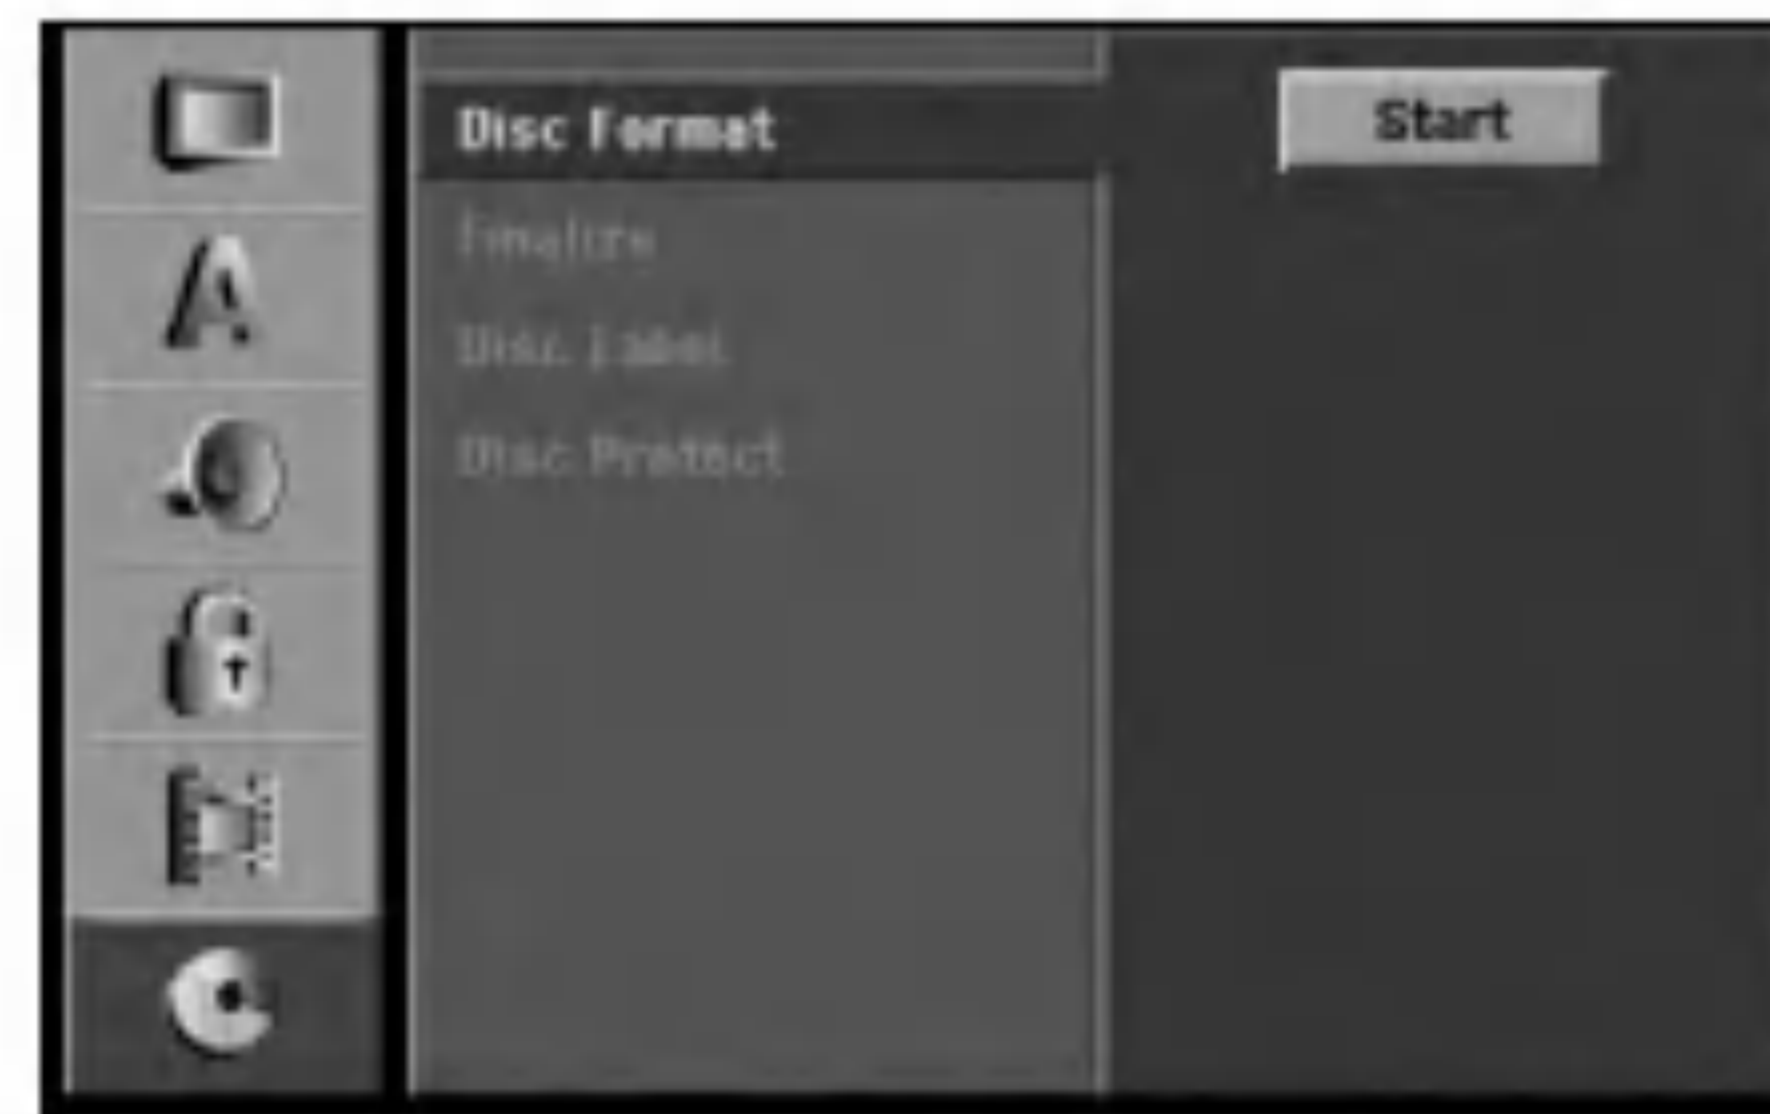 Disc Format
Start
Finalize
Disc Label
Disc Protect